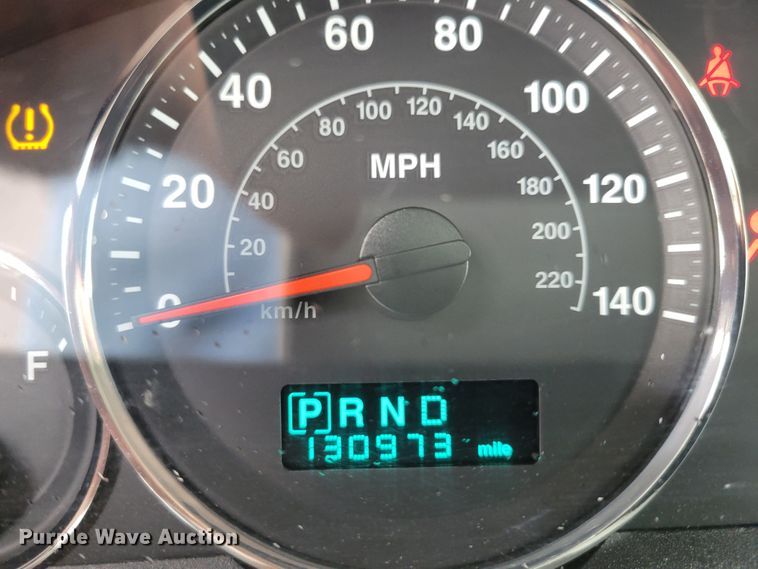 60 80
40 100
20 120
0 140
100 120
80 140
60 160
40 180
20 200
220
MPH
km/h
F
[P] R N D
130973 mile
Purple Wave Auction®